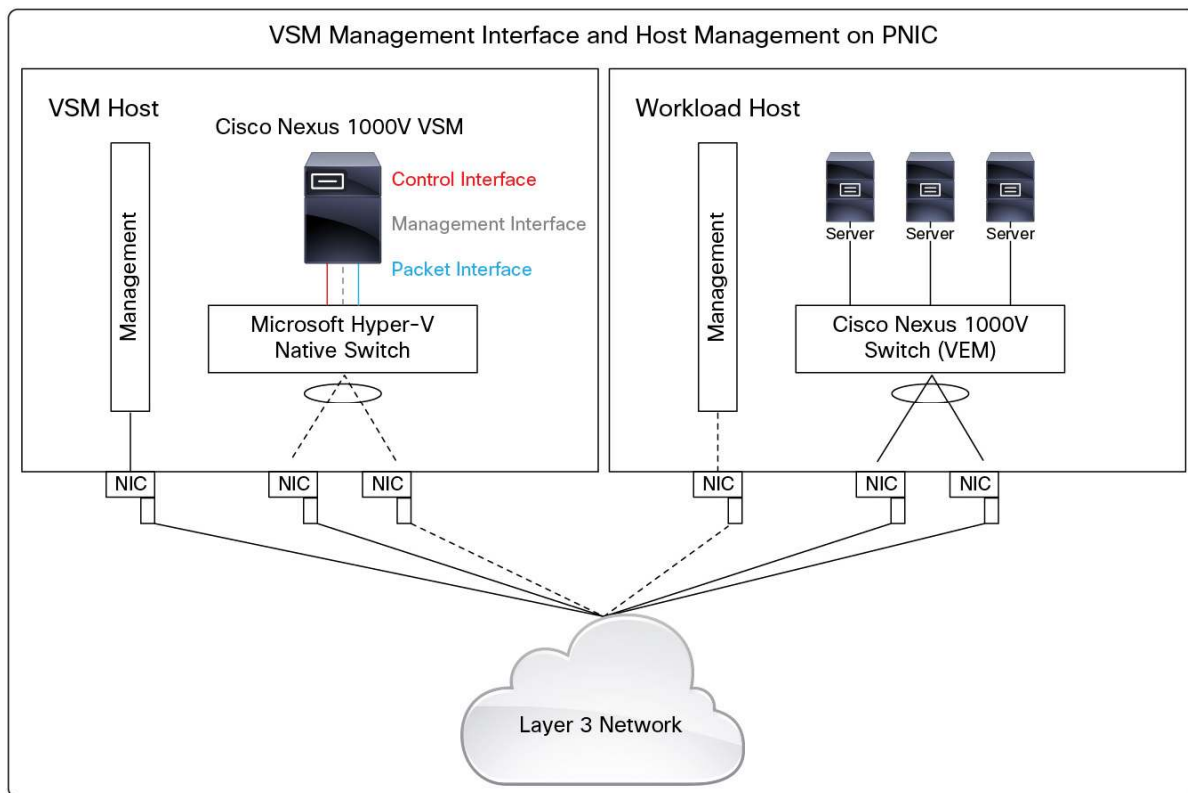 VSM Management Interface and Host Management on PNIC
VSM Host
Cisco Nexus 1000V VSM
Control Interface
Management Interface
Packet Interface
Management
Microsoft Hyper-V
Native Switch
NIC
NIC
NIC
Workload Host
Management
Server
Server
Server
Cisco Nexus 1000V
Switch (VEM)
NIC
NIC
NIC
Layer 3 Network